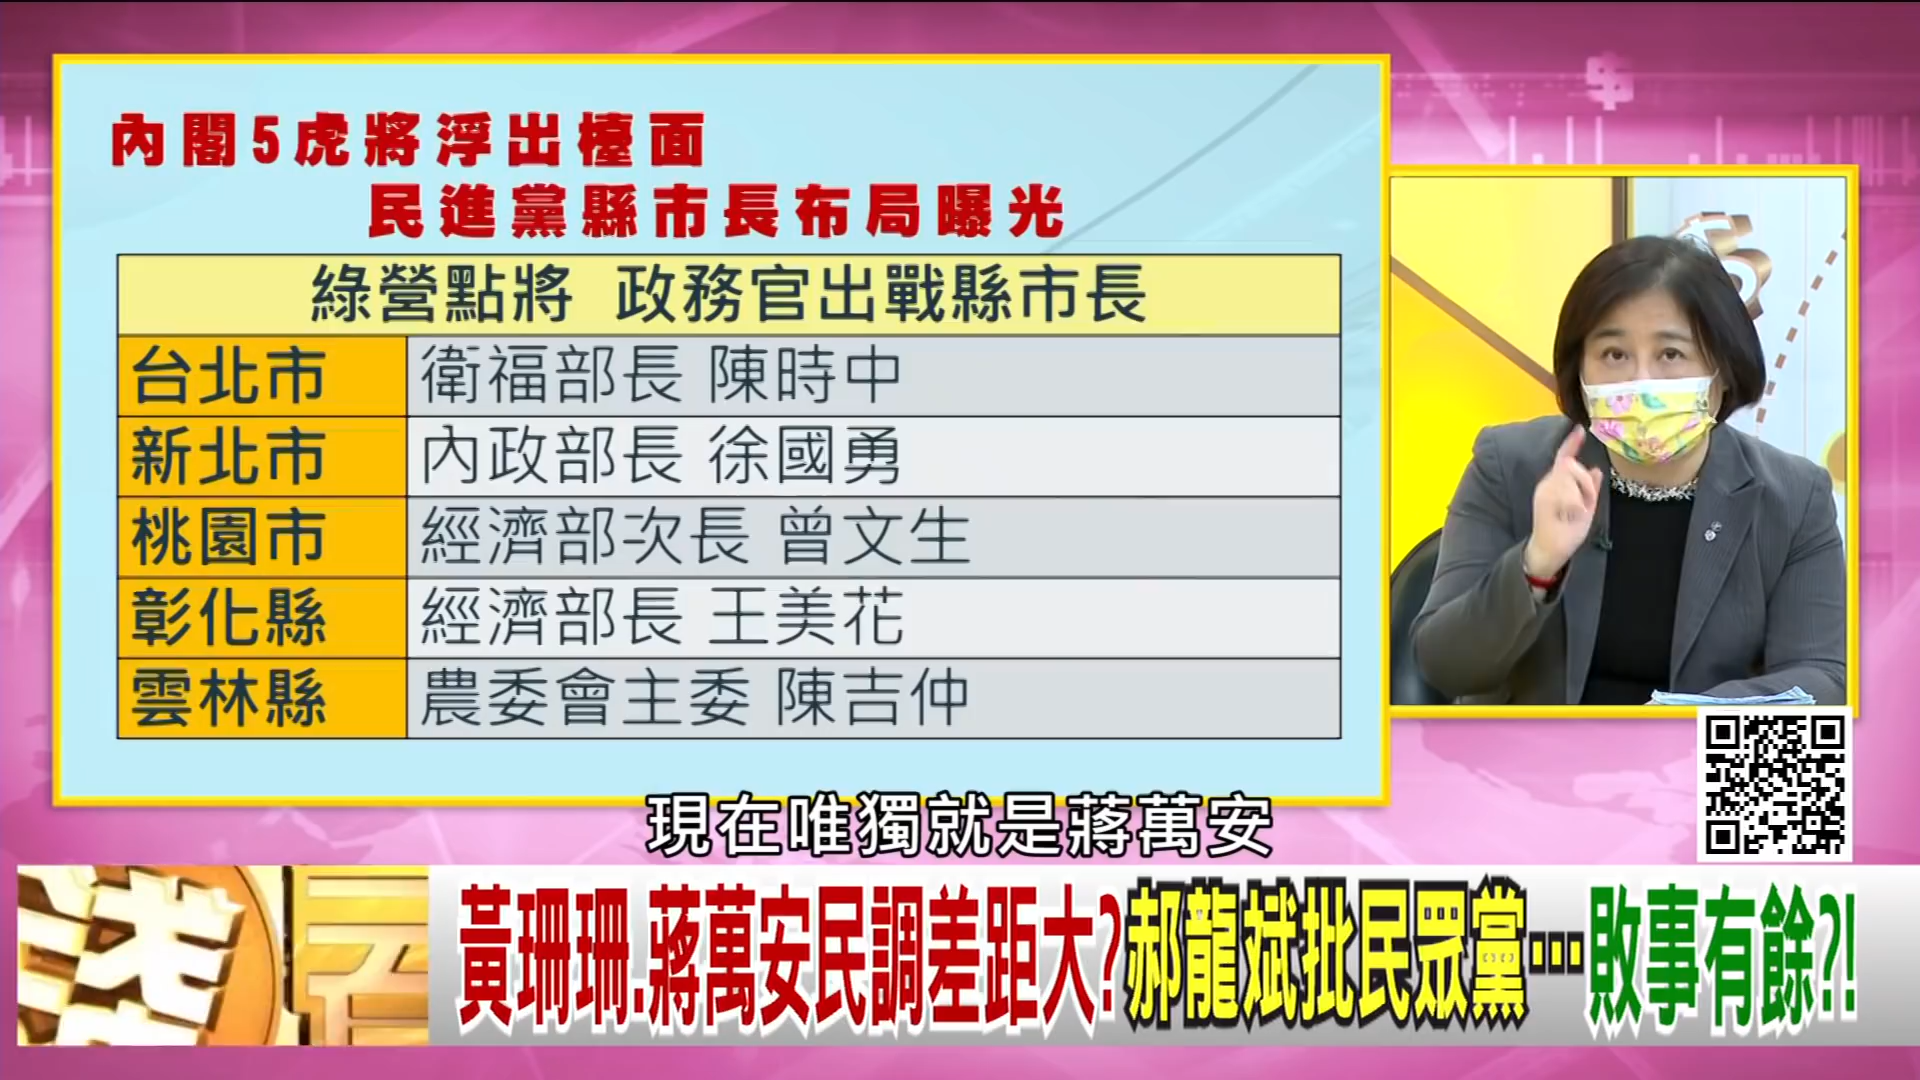 內閣5虎將浮出檯面
民進黨縣市長布局曝光
綠營點將 政務官出戰縣市長
台北市 衛福部長 陳時中
新北市 內政部長 徐國勇
桃園市 經濟部次長 曾文生
彰化縣 經濟部長 王美花
雲林縣 農委會主委 陳吉仲
現在唯獨就是蔣萬安
黃珊珊.蔣萬安民調差距大?郝龍斌批民眾黨…敗事有餘?!